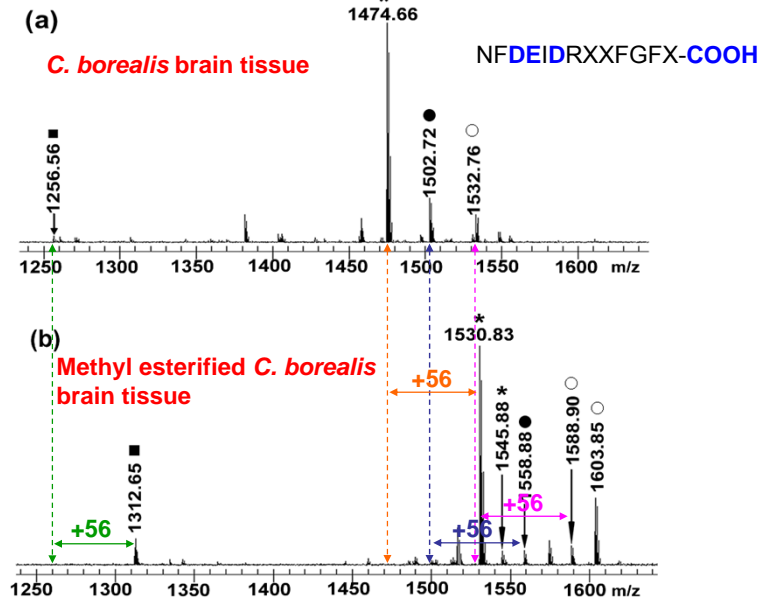 (a)
1474.66
NFDEIDRXXFGFX-COOH
C. borealis brain tissue
■
1256.56
●
1502.72
○
1532.76
1250 1300 1350 1400 1450 1500 1550 1600 m/z
(b)
*
1530.83
Methyl esterified C. borealis
brain tissue
+56
■
1312.65
1545.88 *
●
558.88
○
1588.90
○
1603.85
+56
+56
+56
1250 1300 1350 1400 1450 1500 1550 1600 m/z